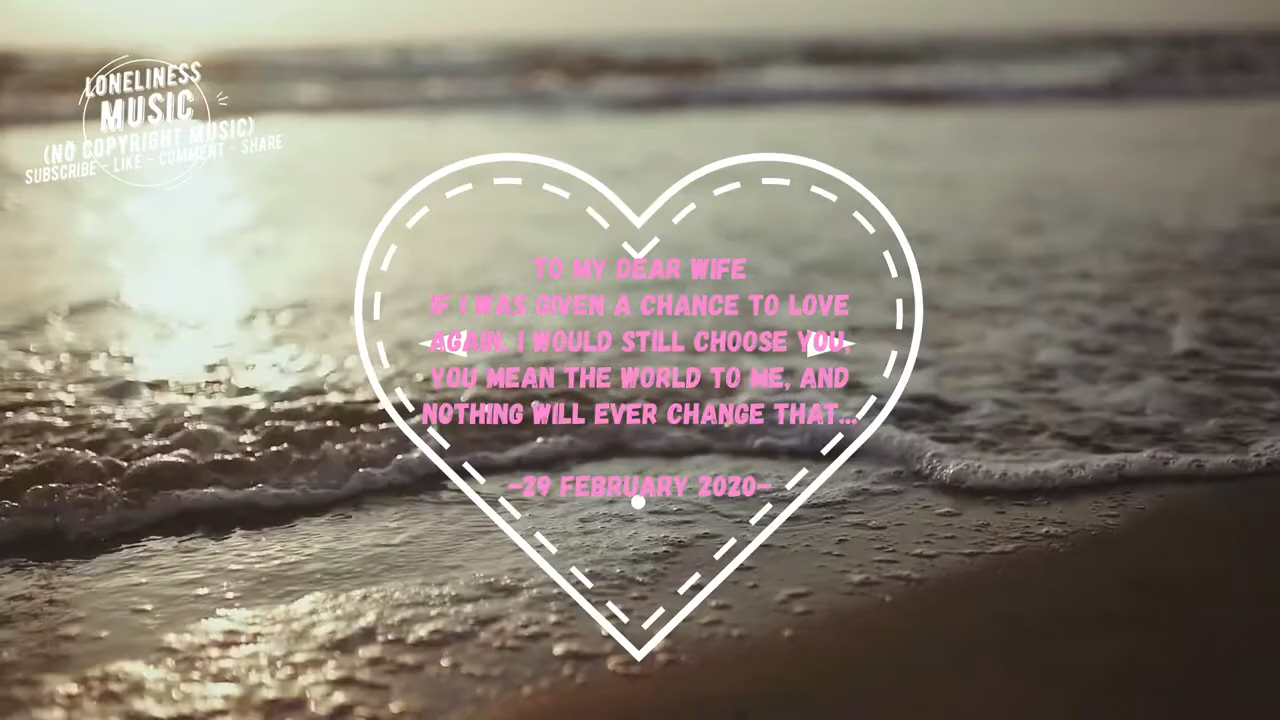 LONELINESS
MUSIC
(NO COPYRIGHT MUSIC)
SUBSCRIBE - LIKE - COMMENT - SHARE
TO MY DEAR WIFE
IF I WAS GIVEN A CHANCE TO LOVE
AGAIN, I WOULD STILL CHOOSE YOU,
YOU MEAN THE WORLD TO ME, AND
NOTHING WILL EVER CHANGE THAT...
-29 FEBRUARY 2020-